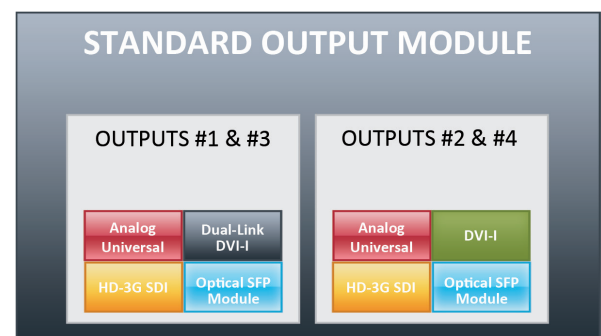 STANDARD OUTPUT MODULE
OUTPUTS #1 & #3
Analog
Universal
Dual-Link
DVI-I
HD-3G SDI
Optical SFP
Module
OUTPUTS #2 & #4
Analog
Universal
DVI-I
HD-3G SDI
Optical SFP
Module